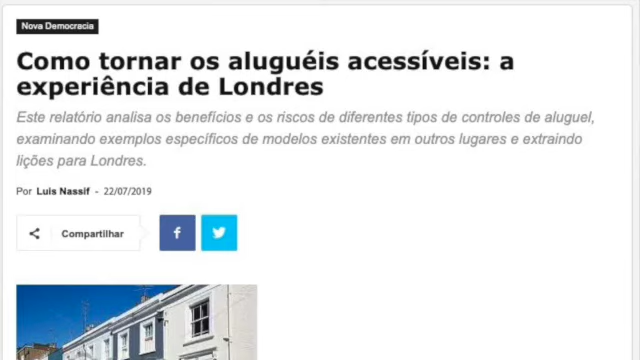 Nova Democracia
Como tornar os aluguéis acessíveis: a
experiência de Londres
Este relatório analisa os benefícios e os riscos de diferentes tipos de controles de aluguel,
examinando exemplos específicos de modelos existentes em outros lugares e extraindo
lições para Londres.
Por Luis Nassif - 22/07/2019
Compartilhar